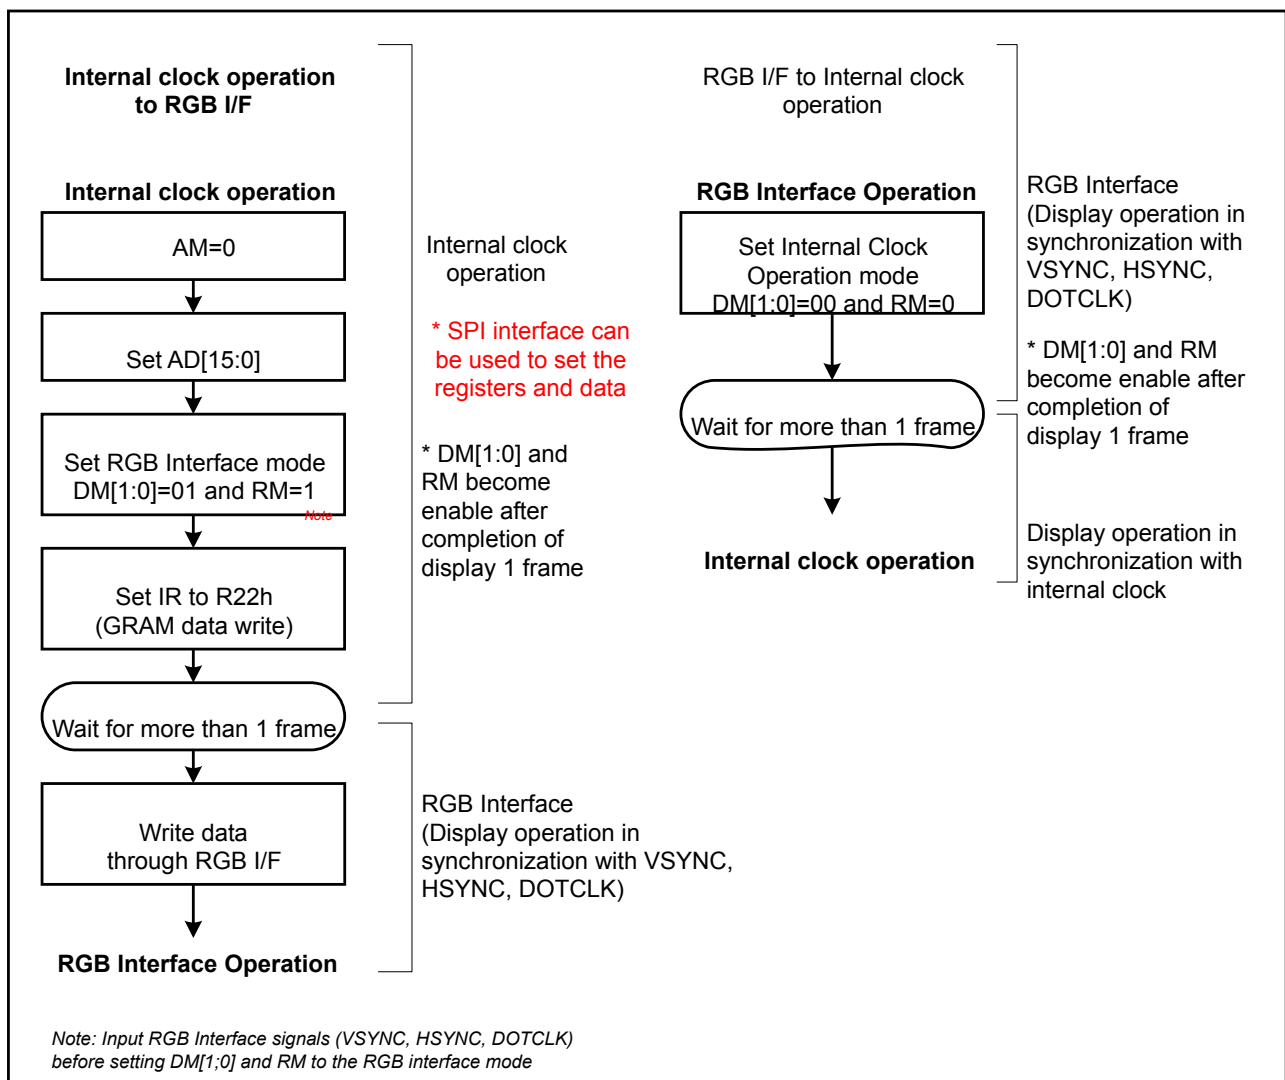 Internal clock operation
to RGB I/F
Internal clock operation
AM=0
Set AD[15:0]
Set RGB Interface mode
DM[1:0]=01 and RM=1
Note
Set IR to R22h
(GRAM data write)
Wait for more than 1 frame
Write data
through RGB I/F
RGB Interface Operation
Internal clock
operation
* SPI interface can
be used to set the
registers and data
* DM[1:0] and
RM become
enable after
completion of
display 1 frame
RGB Interface
(Display operation in
synchronization with VSYNC,
HSYNC, DOTCLK)
RGB I/F to Internal clock
operation
RGB Interface Operation
Set Internal Clock
Operation mode
DM[1:0]=00 and RM=0
Wait for more than 1 frame
Internal clock operation
RGB Interface
(Display operation in
synchronization with
VSYNC, HSYNC,
DOTCLK)
* DM[1:0] and RM
become enable after
completion of
display 1 frame
Display operation in
synchronization with
internal clock
Note: Input RGB Interface signals (VSYNC, HSYNC, DOTCLK)
before setting DM[1;0] and RM to the RGB interface mode